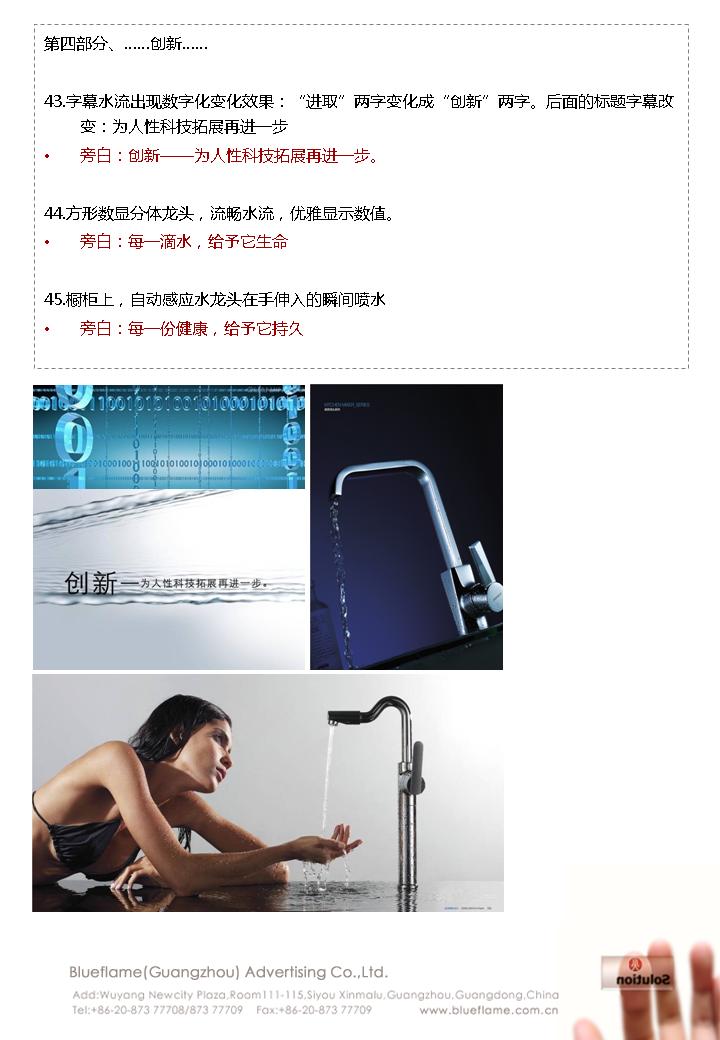 第四部分、……创新……
43.字幕水流出现数字化变化效果：“进取”两字变化成“创新”两字。后面的标题字幕改
变：为人性科技拓展再进一步
• 旁白：创新——为人性科技拓展再进一步。
44.方形数显分体龙头，流畅水流，优雅显示数值。
• 旁白：每一滴水，给予它生命
45.橱柜上，自动感应水龙头在手伸入的瞬间喷水
• 旁白：每一份健康，给予它持久
创新—为人性科技拓展再进一步。
Blueflame(Guangzhou) Advertising Co.,Ltd.
Add:Wuyang Newcity Plaza,Room111-115,Siyou Xinmalu,Guangzhou,Guangdong,China
Tel:+86-20-873 77708/873 77709 Fax:+86-20-873 77709 www.blueflame.com.cn
Solution